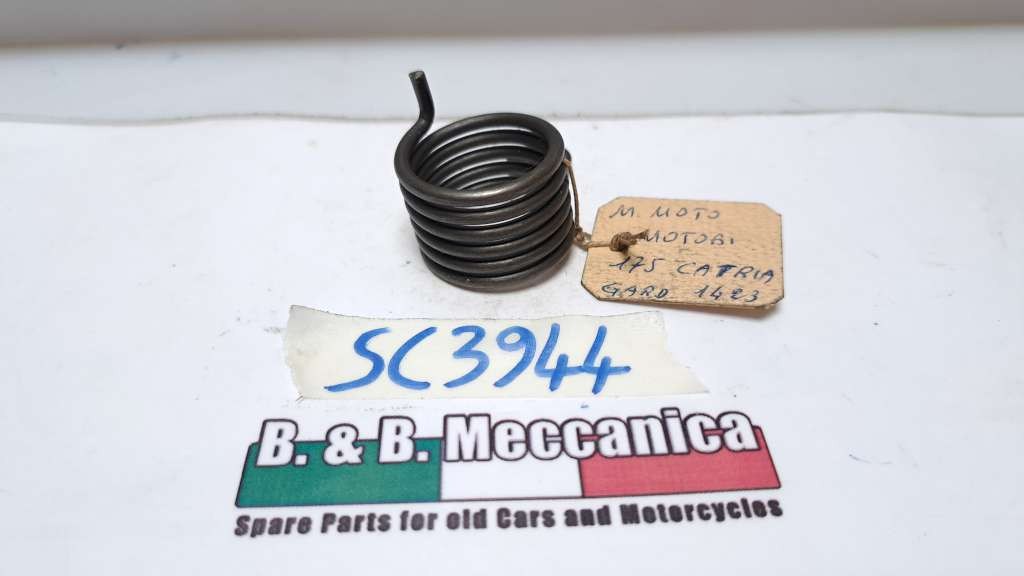 M. MOTO
MOTOBI
175 CATRIA
GARD. 1423
SC3944
B. & B. Meccanica
Spare Parts for old Cars and Motorcycles